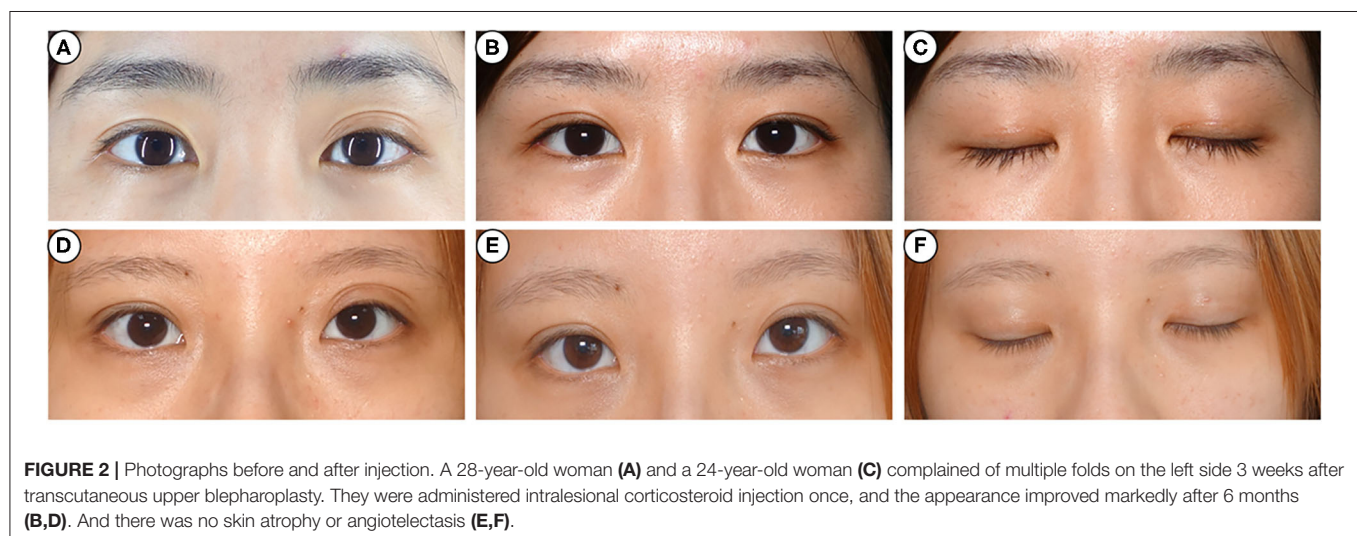 A
B
C
D
E
F
FIGURE 2 | Photographs before and after injection. A 28-year-old woman (A) and a 24-year-old woman (C) complained of multiple folds on the left side 3 weeks after
transcutaneous upper blepharoplasty. They were administered intralesional corticosteroid injection once, and the appearance improved markedly after 6 months
(B,D). And there was no skin atrophy or angiotelectasis (E,F).